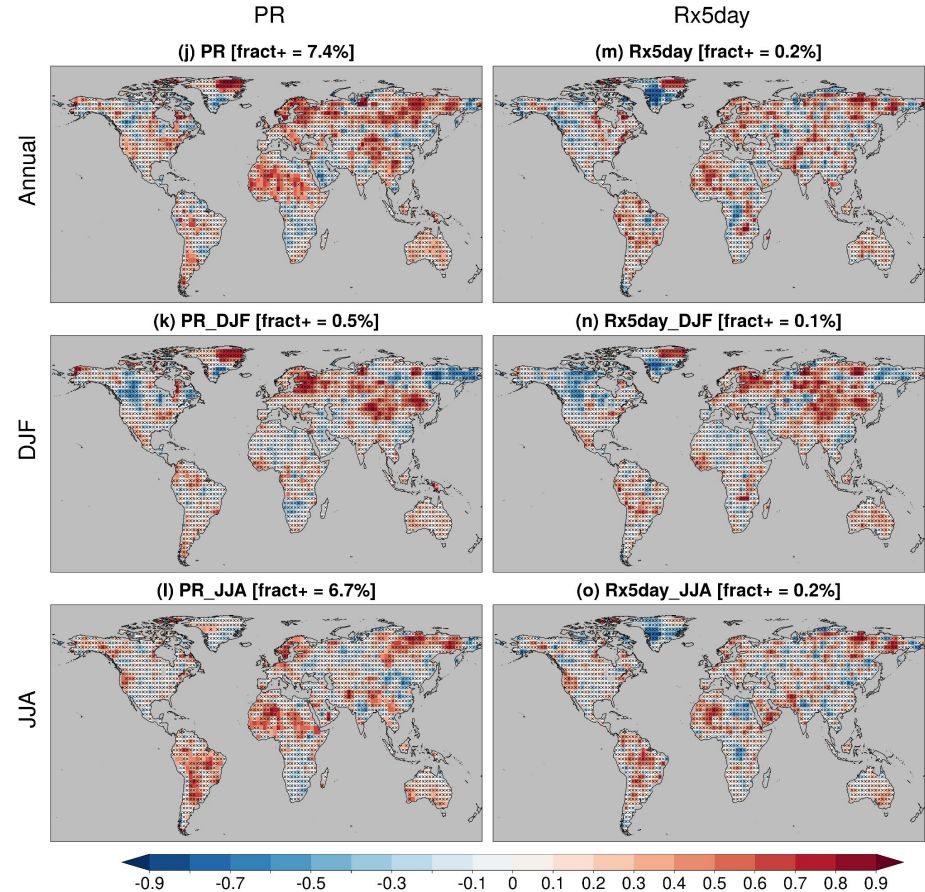 PR Rx5day
(j) PR [fract+ = 7.4%] (m) Rx5day [fract+ = 0.2%]
Annual
(k) PR_DJF [fract+ = 0.5%] (n) Rx5day_DJF [fract+ = 0.1%]
DJF
(l) PR_JJA [fract+ = 6.7%] (o) Rx5day_JJA [fract+ = 0.2%]
JJA
-0.9 -0.7 -0.5 -0.3 -0.1 0 0.1 0.2 0.3 0.4 0.5 0.6 0.7 0.8 0.9